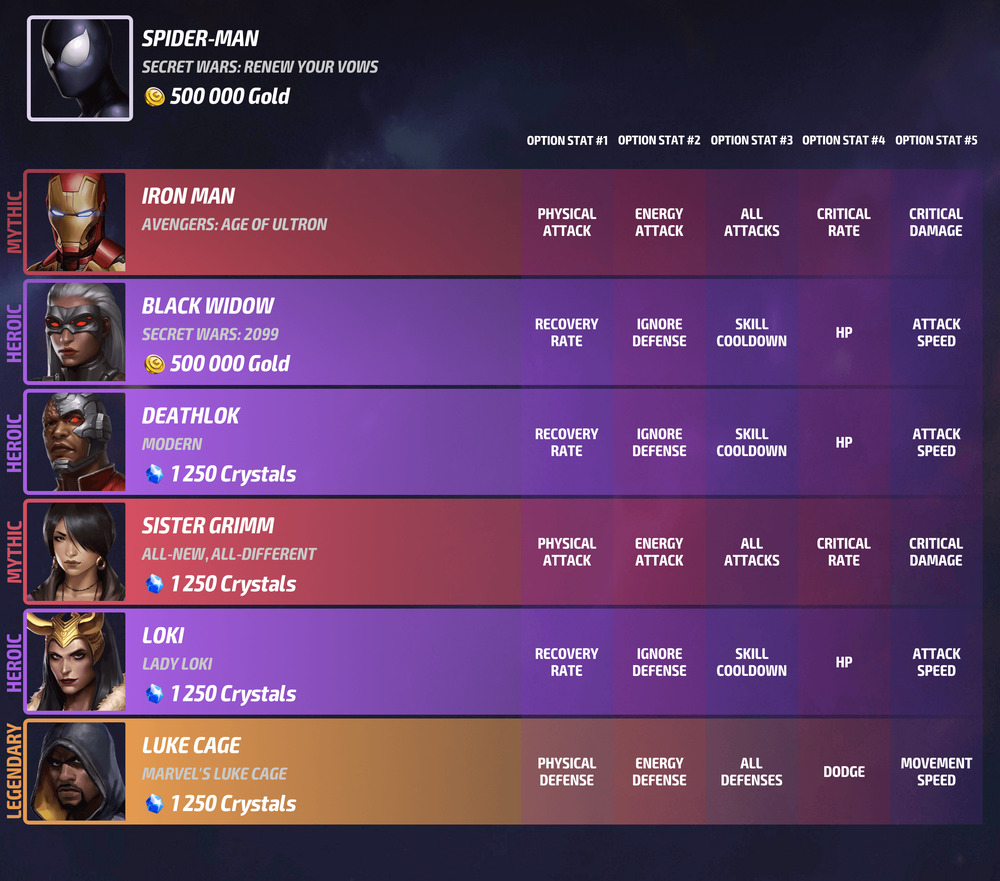 SPIDER-MAN
SECRET WARS: RENEW YOUR VOWS
500 000 Gold
OPTION STAT #1 OPTION STAT #2 OPTION STAT #3 OPTION STAT #4 OPTION STAT #5
MYTHIC
IRON MAN
AVENGERS: AGE OF ULTRON
PHYSICAL ATTACK
ENERGY ATTACK
ALL ATTACKS
CRITICAL RATE
CRITICAL DAMAGE
HEROIC
BLACK WIDOW
SECRET WARS: 2099
500 000 Gold
RECOVERY RATE
IGNORE DEFENSE
SKILL COOLDOWN
HP
ATTACK SPEED
HEROIC
DEATHLOK
MODERN
1 250 Crystals
RECOVERY RATE
IGNORE DEFENSE
SKILL COOLDOWN
HP
ATTACK SPEED
MYTHIC
SISTER GRIMM
ALL-NEW, ALL-DIFFERENT
1 250 Crystals
PHYSICAL ATTACK
ENERGY ATTACK
ALL ATTACKS
CRITICAL RATE
CRITICAL DAMAGE
HEROIC
LOKI
LADY LOKI
1 250 Crystals
RECOVERY RATE
IGNORE DEFENSE
SKILL COOLDOWN
HP
ATTACK SPEED
LEGENDARY
LUKE CAGE
MARVEL'S LUKE CAGE
1 250 Crystals
PHYSICAL DEFENSE
ENERGY DEFENSE
ALL DEFENSES
DODGE
MOVEMENT SPEED